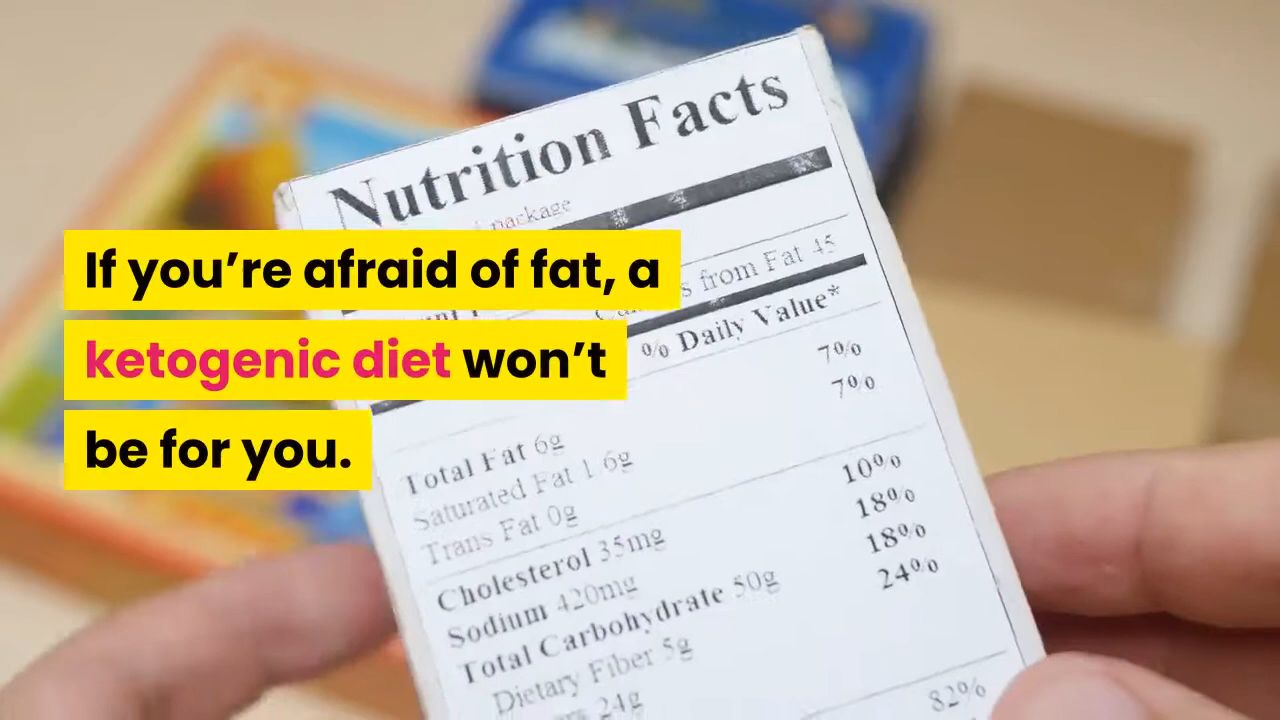 Nutrition Facts
package
s from Fat 45
% Daily Value*
If you’re afraid of fat, a
ketogenic diet won’t
be for you.
Total Fat 6g 7%
Saturated Fat 1.6g 7%
Trans Fat 0g
Cholesterol 35mg 10%
Sodium 420mg 18%
Total Carbohydrate 50g 18%
Dietary Fiber 5g 24%
24g
82%